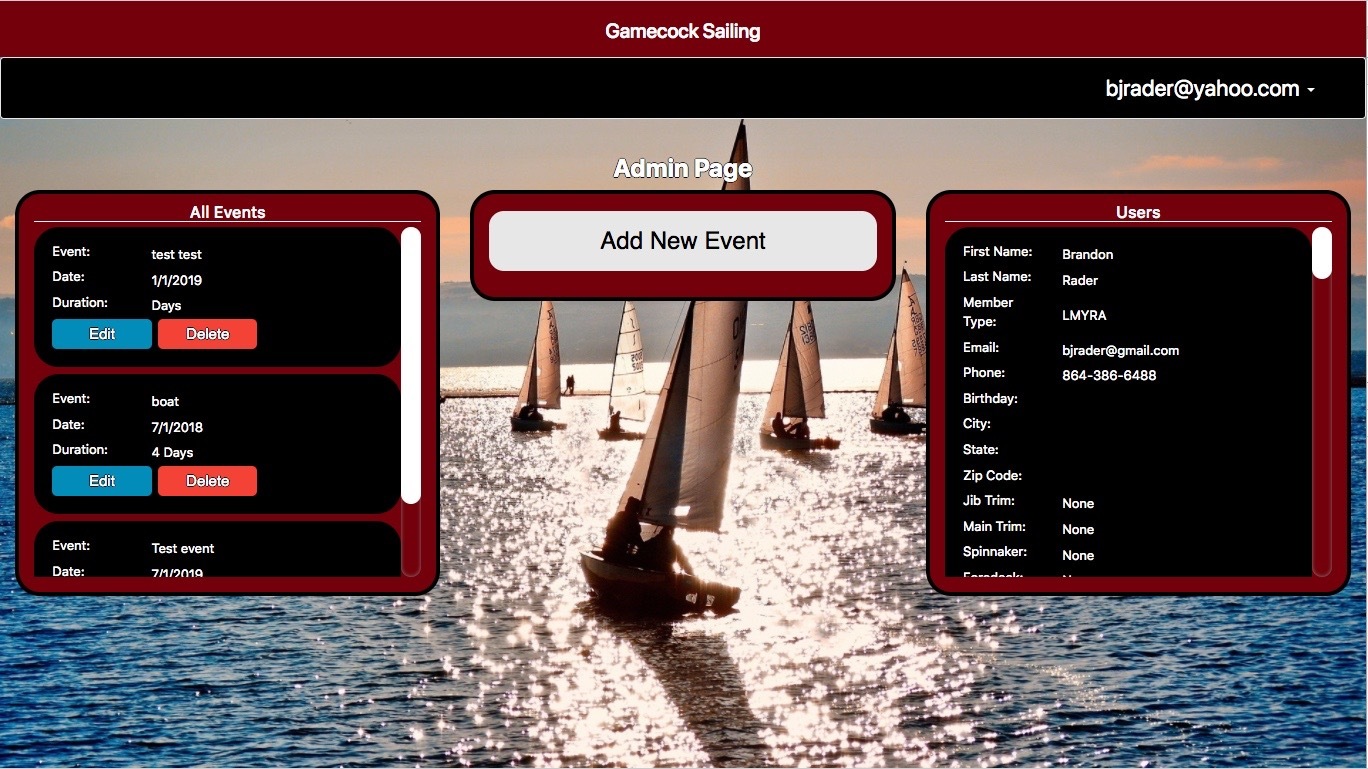 Gamecock Sailing
bjrader@yahoo.com
Admin Page
All Events
Event: test test
Date: 1/1/2019
Duration: Days
Edit Delete
Event: boat
Date: 7/1/2018
Duration: 4 Days
Edit Delete
Event: Test event
Date: 7/1/2019
Add New Event
Users
First Name: Brandon
Last Name: Rader
Member
Type: LMYRA
Email: bjrader@gmail.com
Phone: 864-386-6488
Birthday:
City:
State:
Zip Code:
Jib Trim: None
Main Trim: None
Spinnaker: None